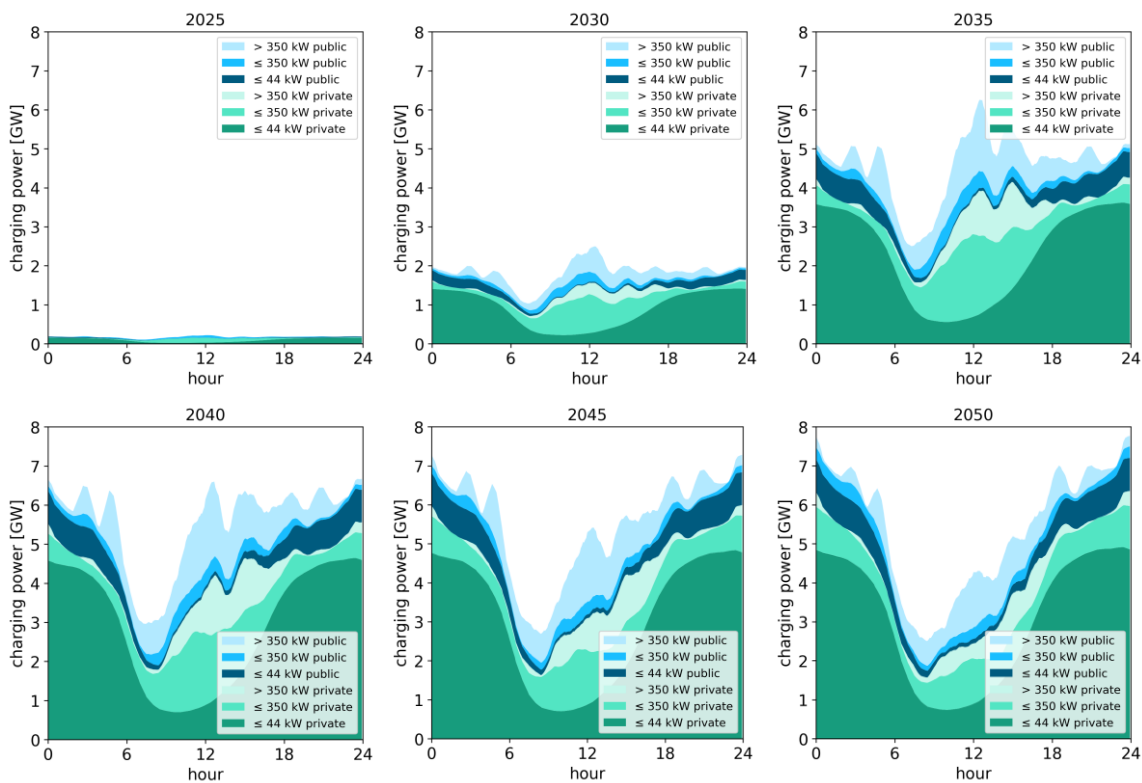 2025
charging power [GW]
8
7
6
5
4
3
2
1
0
> 350 kW public
≤ 350 kW public
≤ 44 kW public
> 350 kW private
≤ 350 kW private
≤ 44 kW private
0 6 12 18 24
hour
2030
charging power [GW]
8
7
6
5
4
3
2
1
0
> 350 kW public
≤ 350 kW public
≤ 44 kW public
> 350 kW private
≤ 350 kW private
≤ 44 kW private
0 6 12 18 24
hour
2035
charging power [GW]
8
7
6
5
4
3
2
1
0
> 350 kW public
≤ 350 kW public
≤ 44 kW public
> 350 kW private
≤ 350 kW private
≤ 44 kW private
0 6 12 18 24
hour
2040
charging power [GW]
8
7
6
5
4
3
2
1
0
> 350 kW public
≤ 350 kW public
≤ 44 kW public
> 350 kW private
≤ 350 kW private
≤ 44 kW private
0 6 12 18 24
hour
2045
charging power [GW]
8
7
6
5
4
3
2
1
0
> 350 kW public
≤ 350 kW public
≤ 44 kW public
> 350 kW private
≤ 350 kW private
≤ 44 kW private
0 6 12 18 24
hour
2050
charging power [GW]
8
7
6
5
4
3
2
1
0
> 350 kW public
≤ 350 kW public
≤ 44 kW public
> 350 kW private
≤ 350 kW private
≤ 44 kW private
0 6 12 18 24
hour